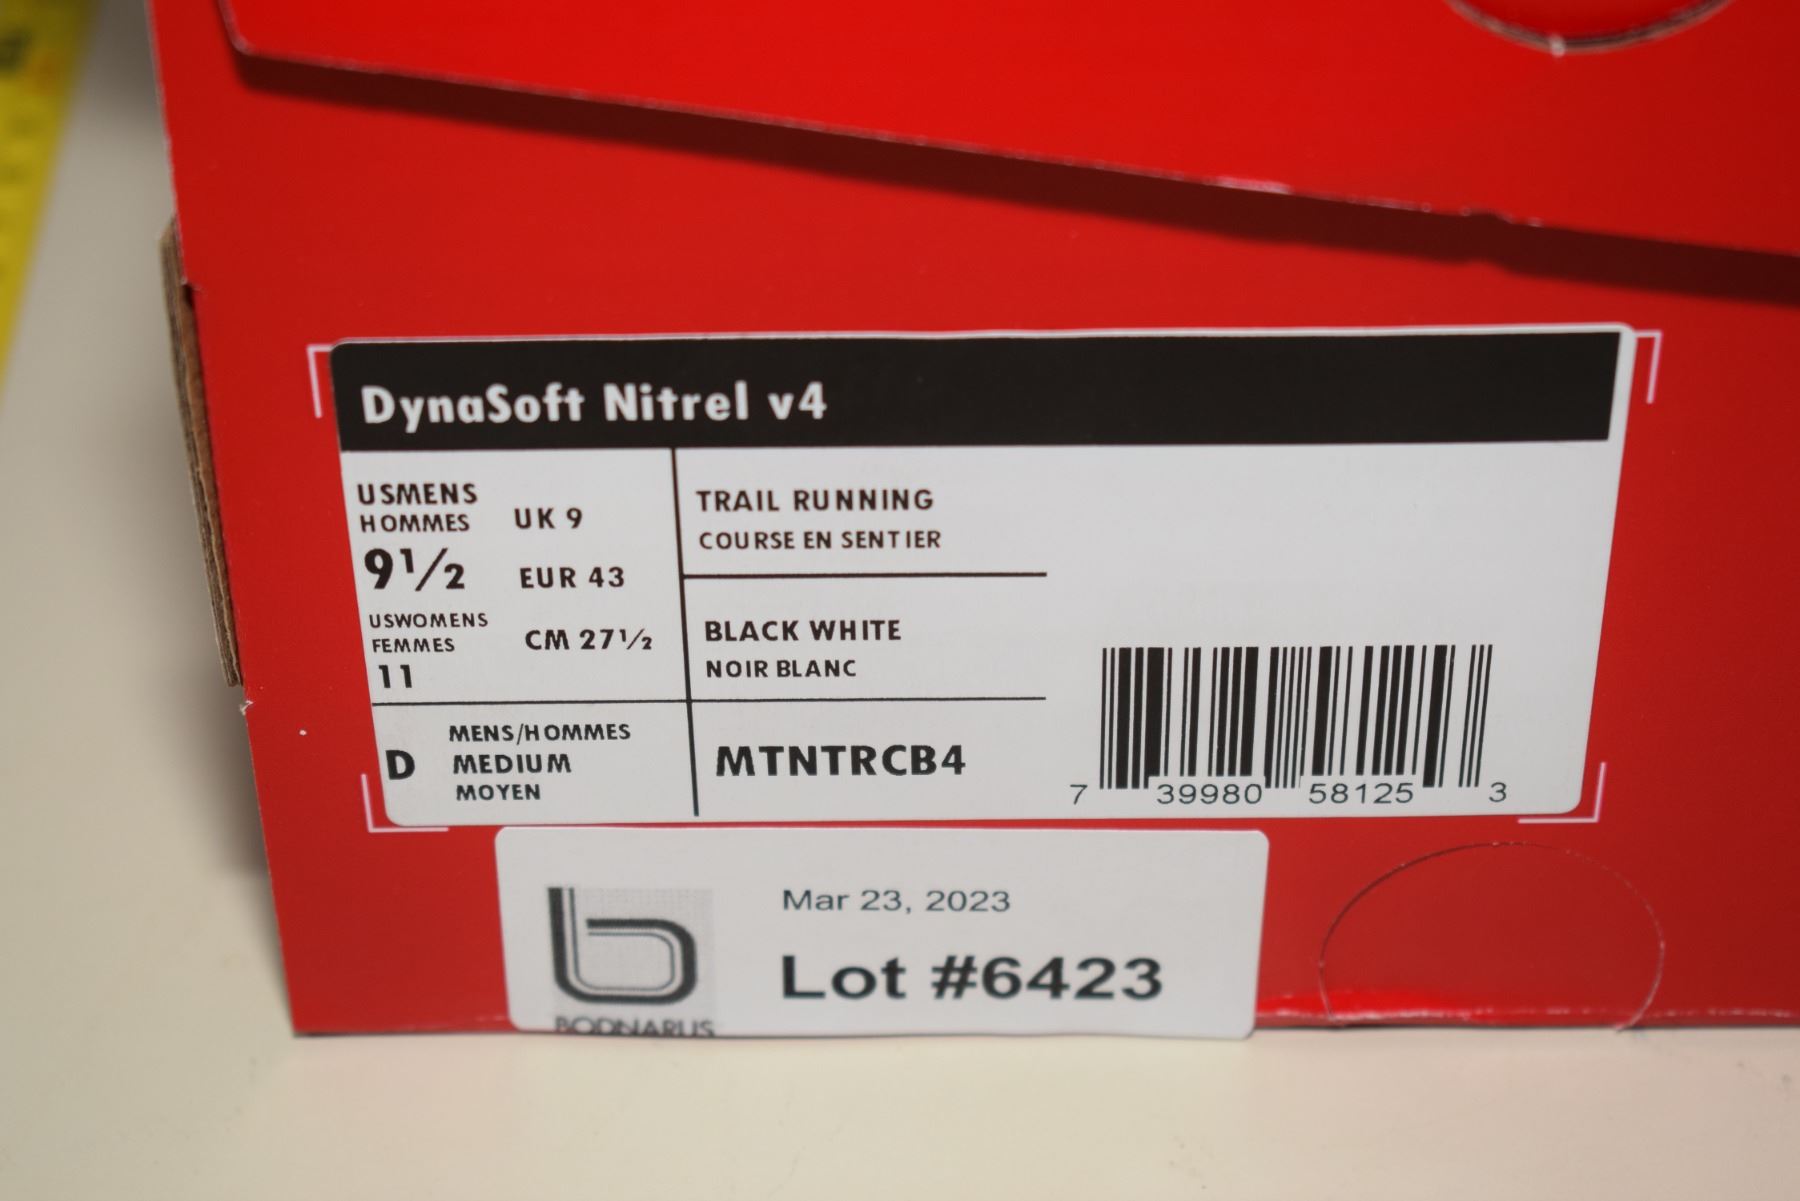 DynaSoft Nitrel v4
USMENS
HOMMES
9½
USWOMENS
FEMMES
11
UK 9
EUR 43
CM 27½
D
MENS/HOMMES
MEDIUM
MOYEN
TRAIL RUNNING
COURSE EN SENTIER
BLACK WHITE
NOIR BLANC
MTNTRCB4
7 39980 58125 3
Mar 23, 2023
Lot #6423
BODNARUS